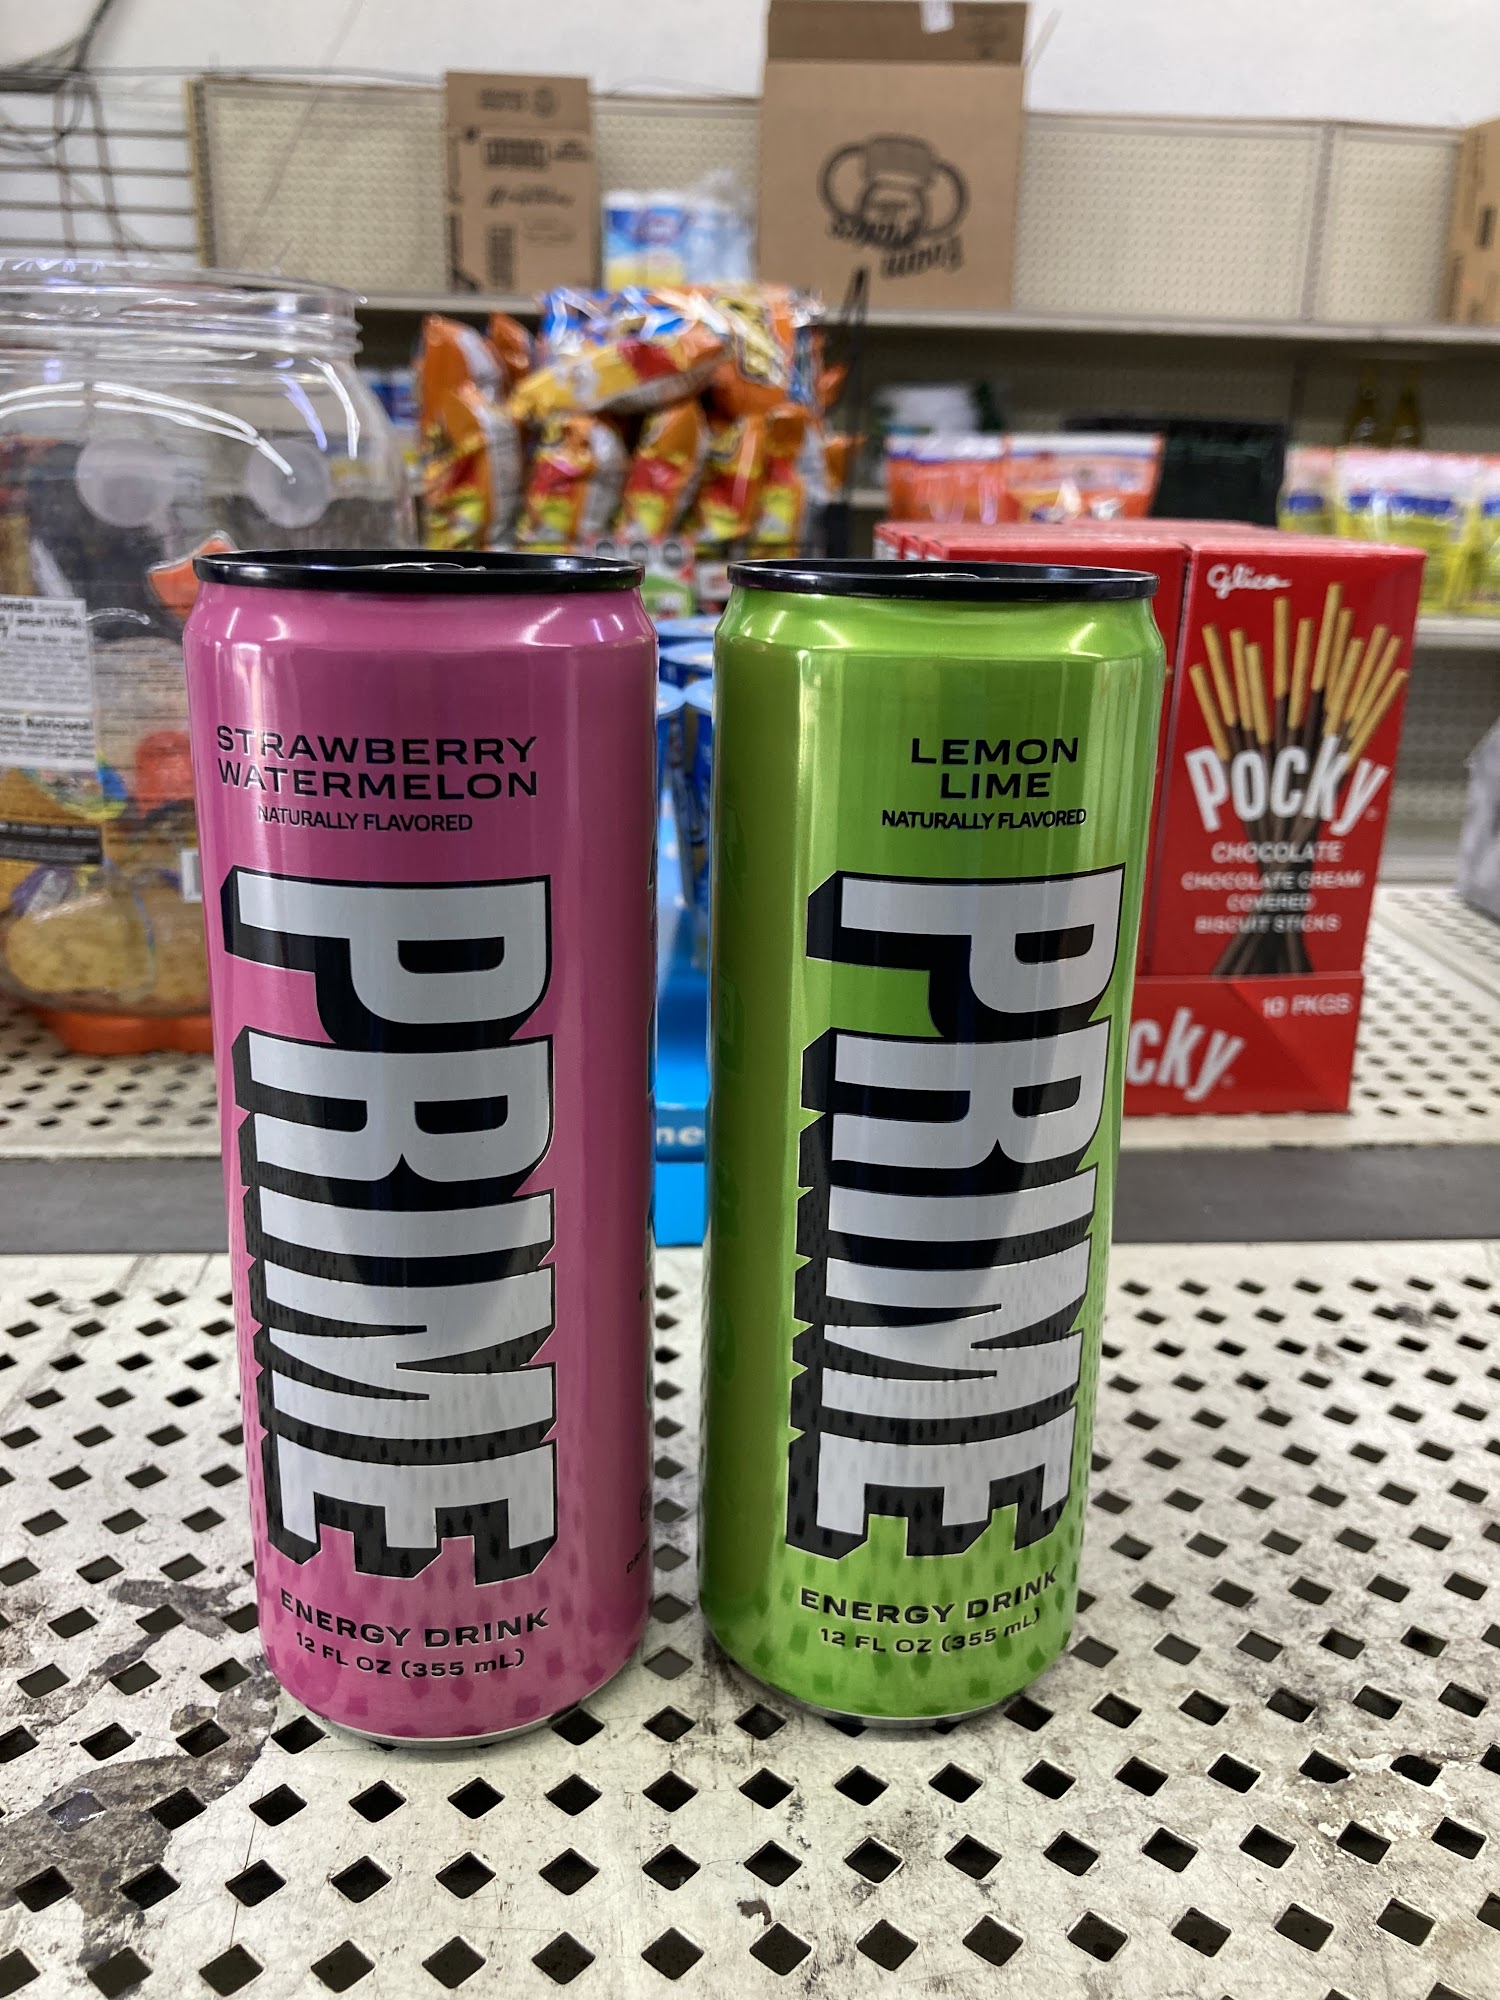 STRAWBERRY
WATERMELON
NATURALLY FLAVORED
PRIME
ENERGY DRINK
12 FL OZ (355 mL)
LEMON
LIME
NATURALLY FLAVORED
PRIME
ENERGY DRINK
12 FL OZ (355 mL)
Glico
POCKY
CHOCOLATE
CHOCOLATE CREAM
COVERED
BISCUIT STICKS
10 PKGS
cky